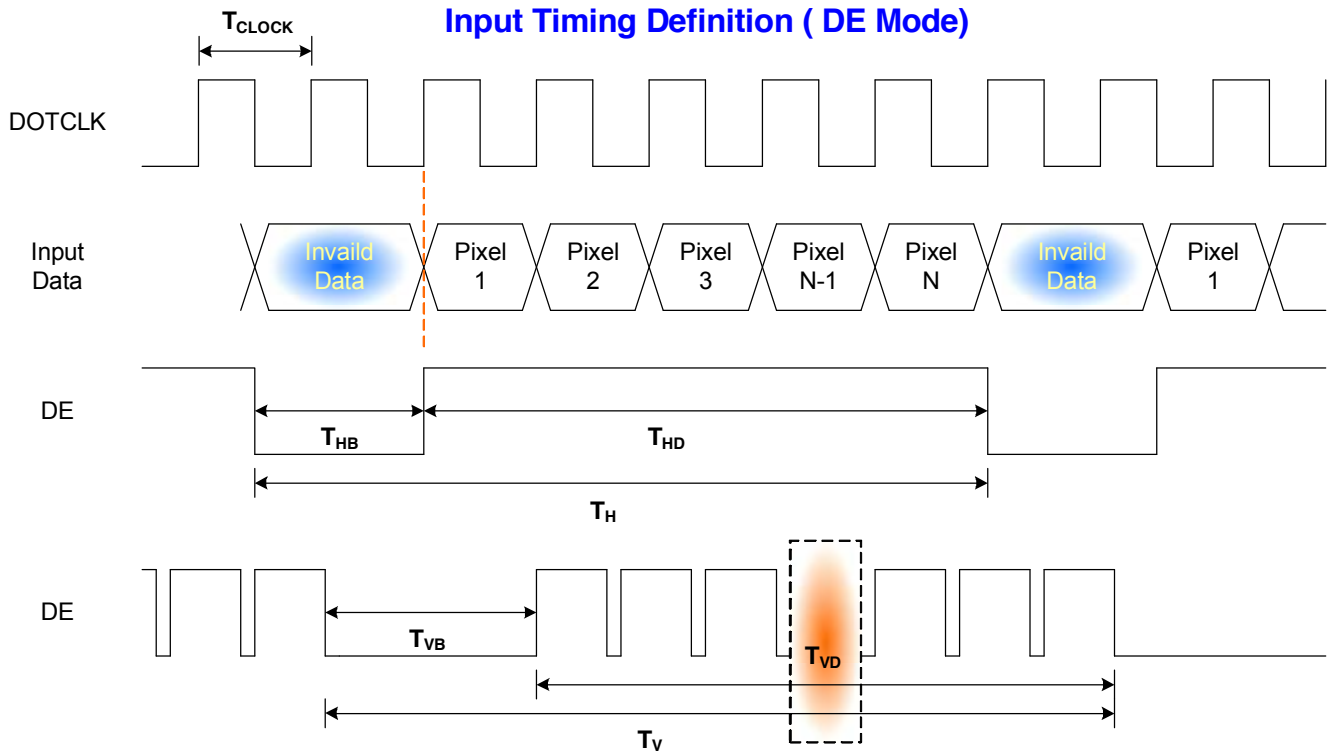 Input Timing Definition ( DE Mode)
TCLOCK
DOTCLK
Input
Data
Invaild
Data
Pixel
1
Pixel
2
Pixel
3
Pixel
N-1
Pixel
N
Invaild
Data
Pixel
1
DE
THB
THD
TH
DE
TVB
TVD
TV